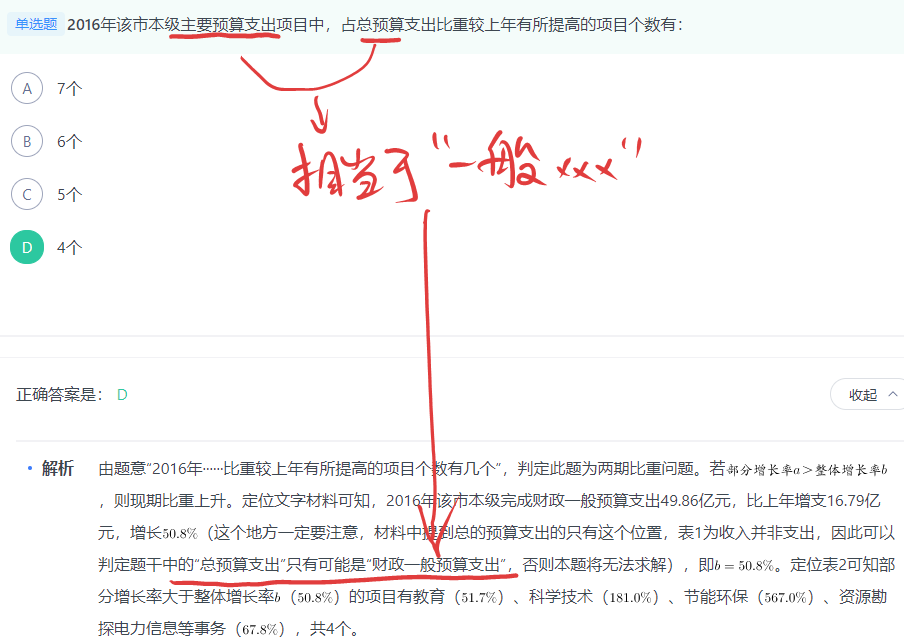 单选题 2016年该市本级主要预算支出项目中，占总预算支出比重较上年有所提高的项目个数有：
A 7个
相当于“一般xxx”
B 6个
C 5个
D 4个
正确答案是： D
收起
• 解析 由题意“2016年······比重较上年有所提高的项目个数有几个”，判定此题为两期比重问题。若部分增长率a＞整体增长率b
，则现期比重上升。定位文字材料可知，2016年该市本级完成财政一般预算支出49.86亿元，比上年增支16.79亿
元，增长50.8%（这个地方一定要注意，材料中提到总的预算支出的只有这个位置，表1为收入并非支出，因此可以
判定题干中的“总预算支出”只有可能是“财政一般预算支出”，否则本题将无法求解），即b = 50.8%。定位表2可知部
分增长率大于整体增长率b（50.8%）的项目有教育（51.7%）、科学技术（181.0%）、节能环保（567.0%）、资源勘
探电力信息等事务（67.8%），共4个。